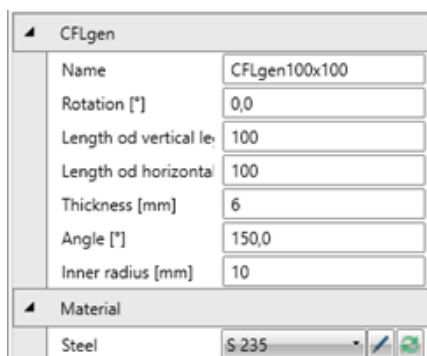 CFLgen
Name CFLgen100x100
Rotation [°] 0,0
Length od vertical le 100
Length od horizonta 100
Thickness [mm] 6
Angle [°] 150,0
Inner radius [mm] 10
Material
Steel S 235